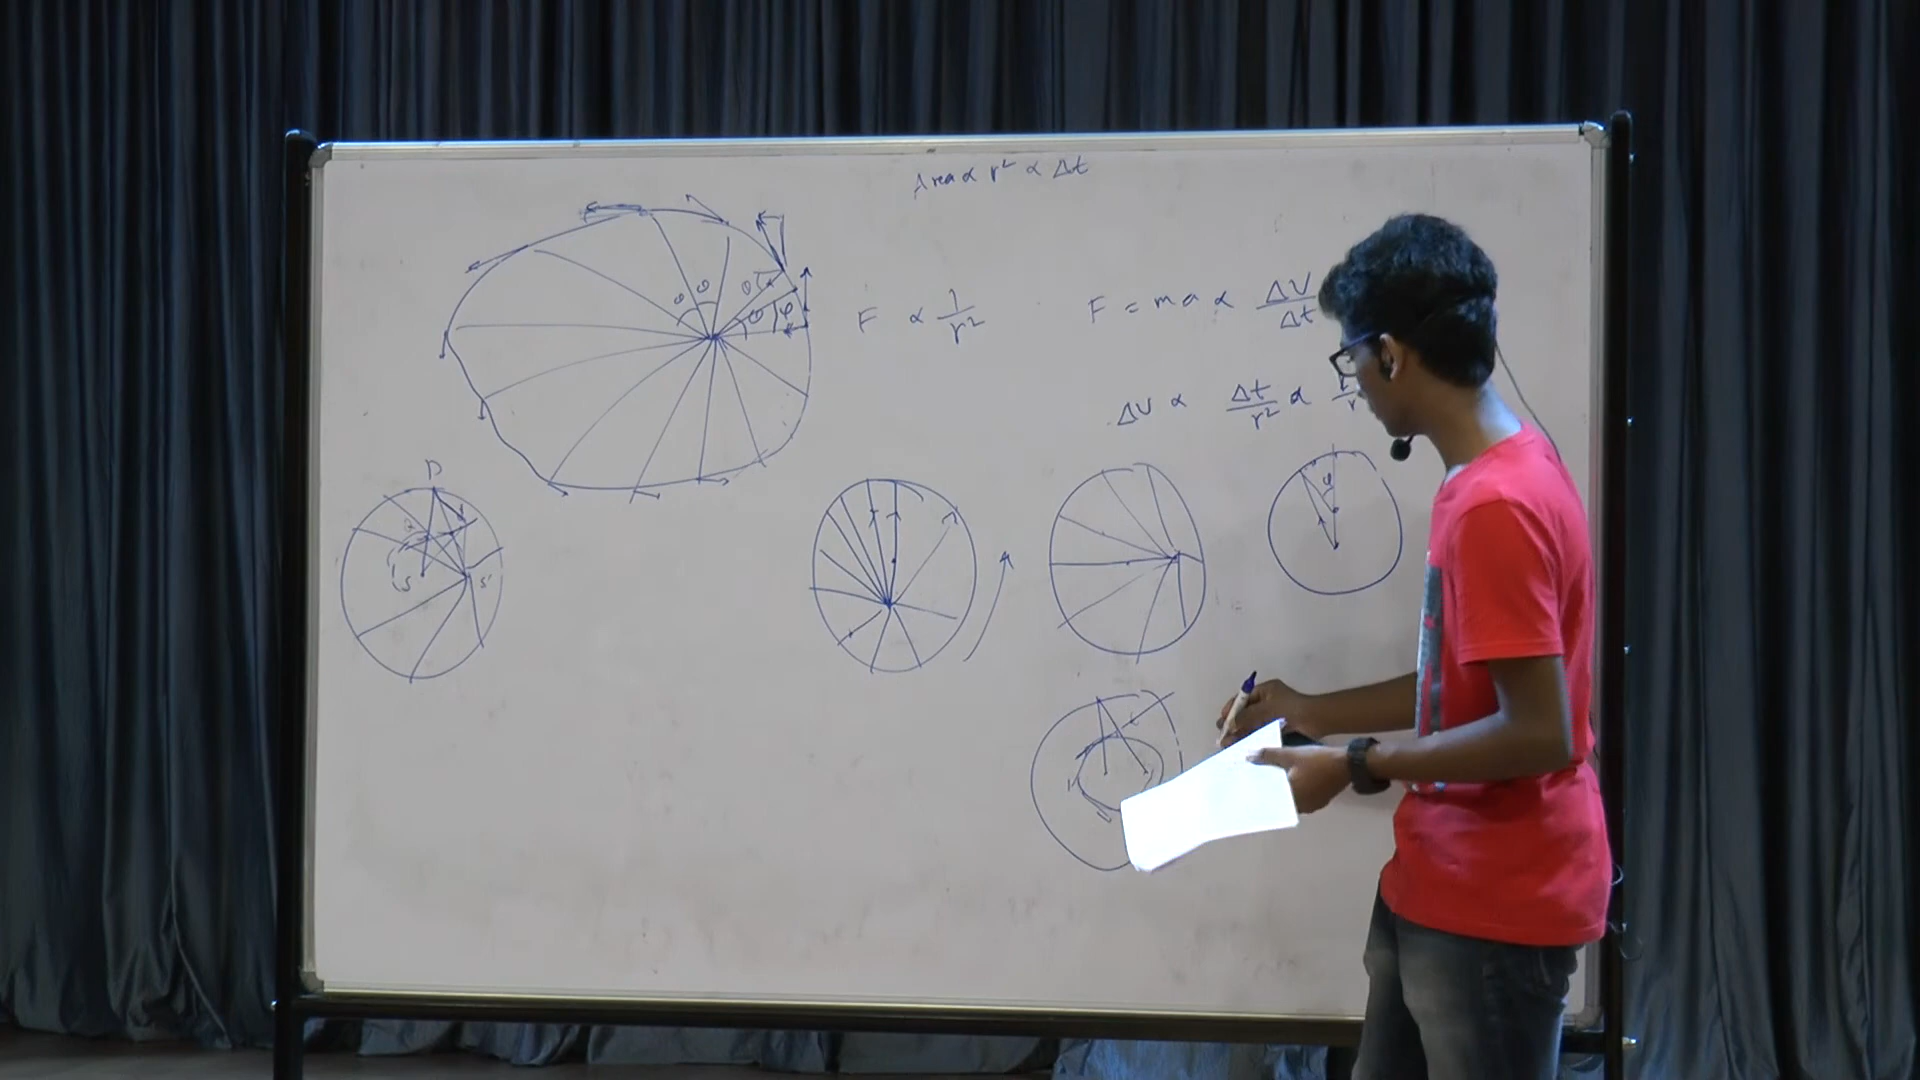 Area ∝ r² ∝ Δt
F ∝ 1/r²
F = ma ∝ ΔV/Δt
ΔV ∝ Δt/r² ∝
θ θ θ θ φ
P
S S'
φ